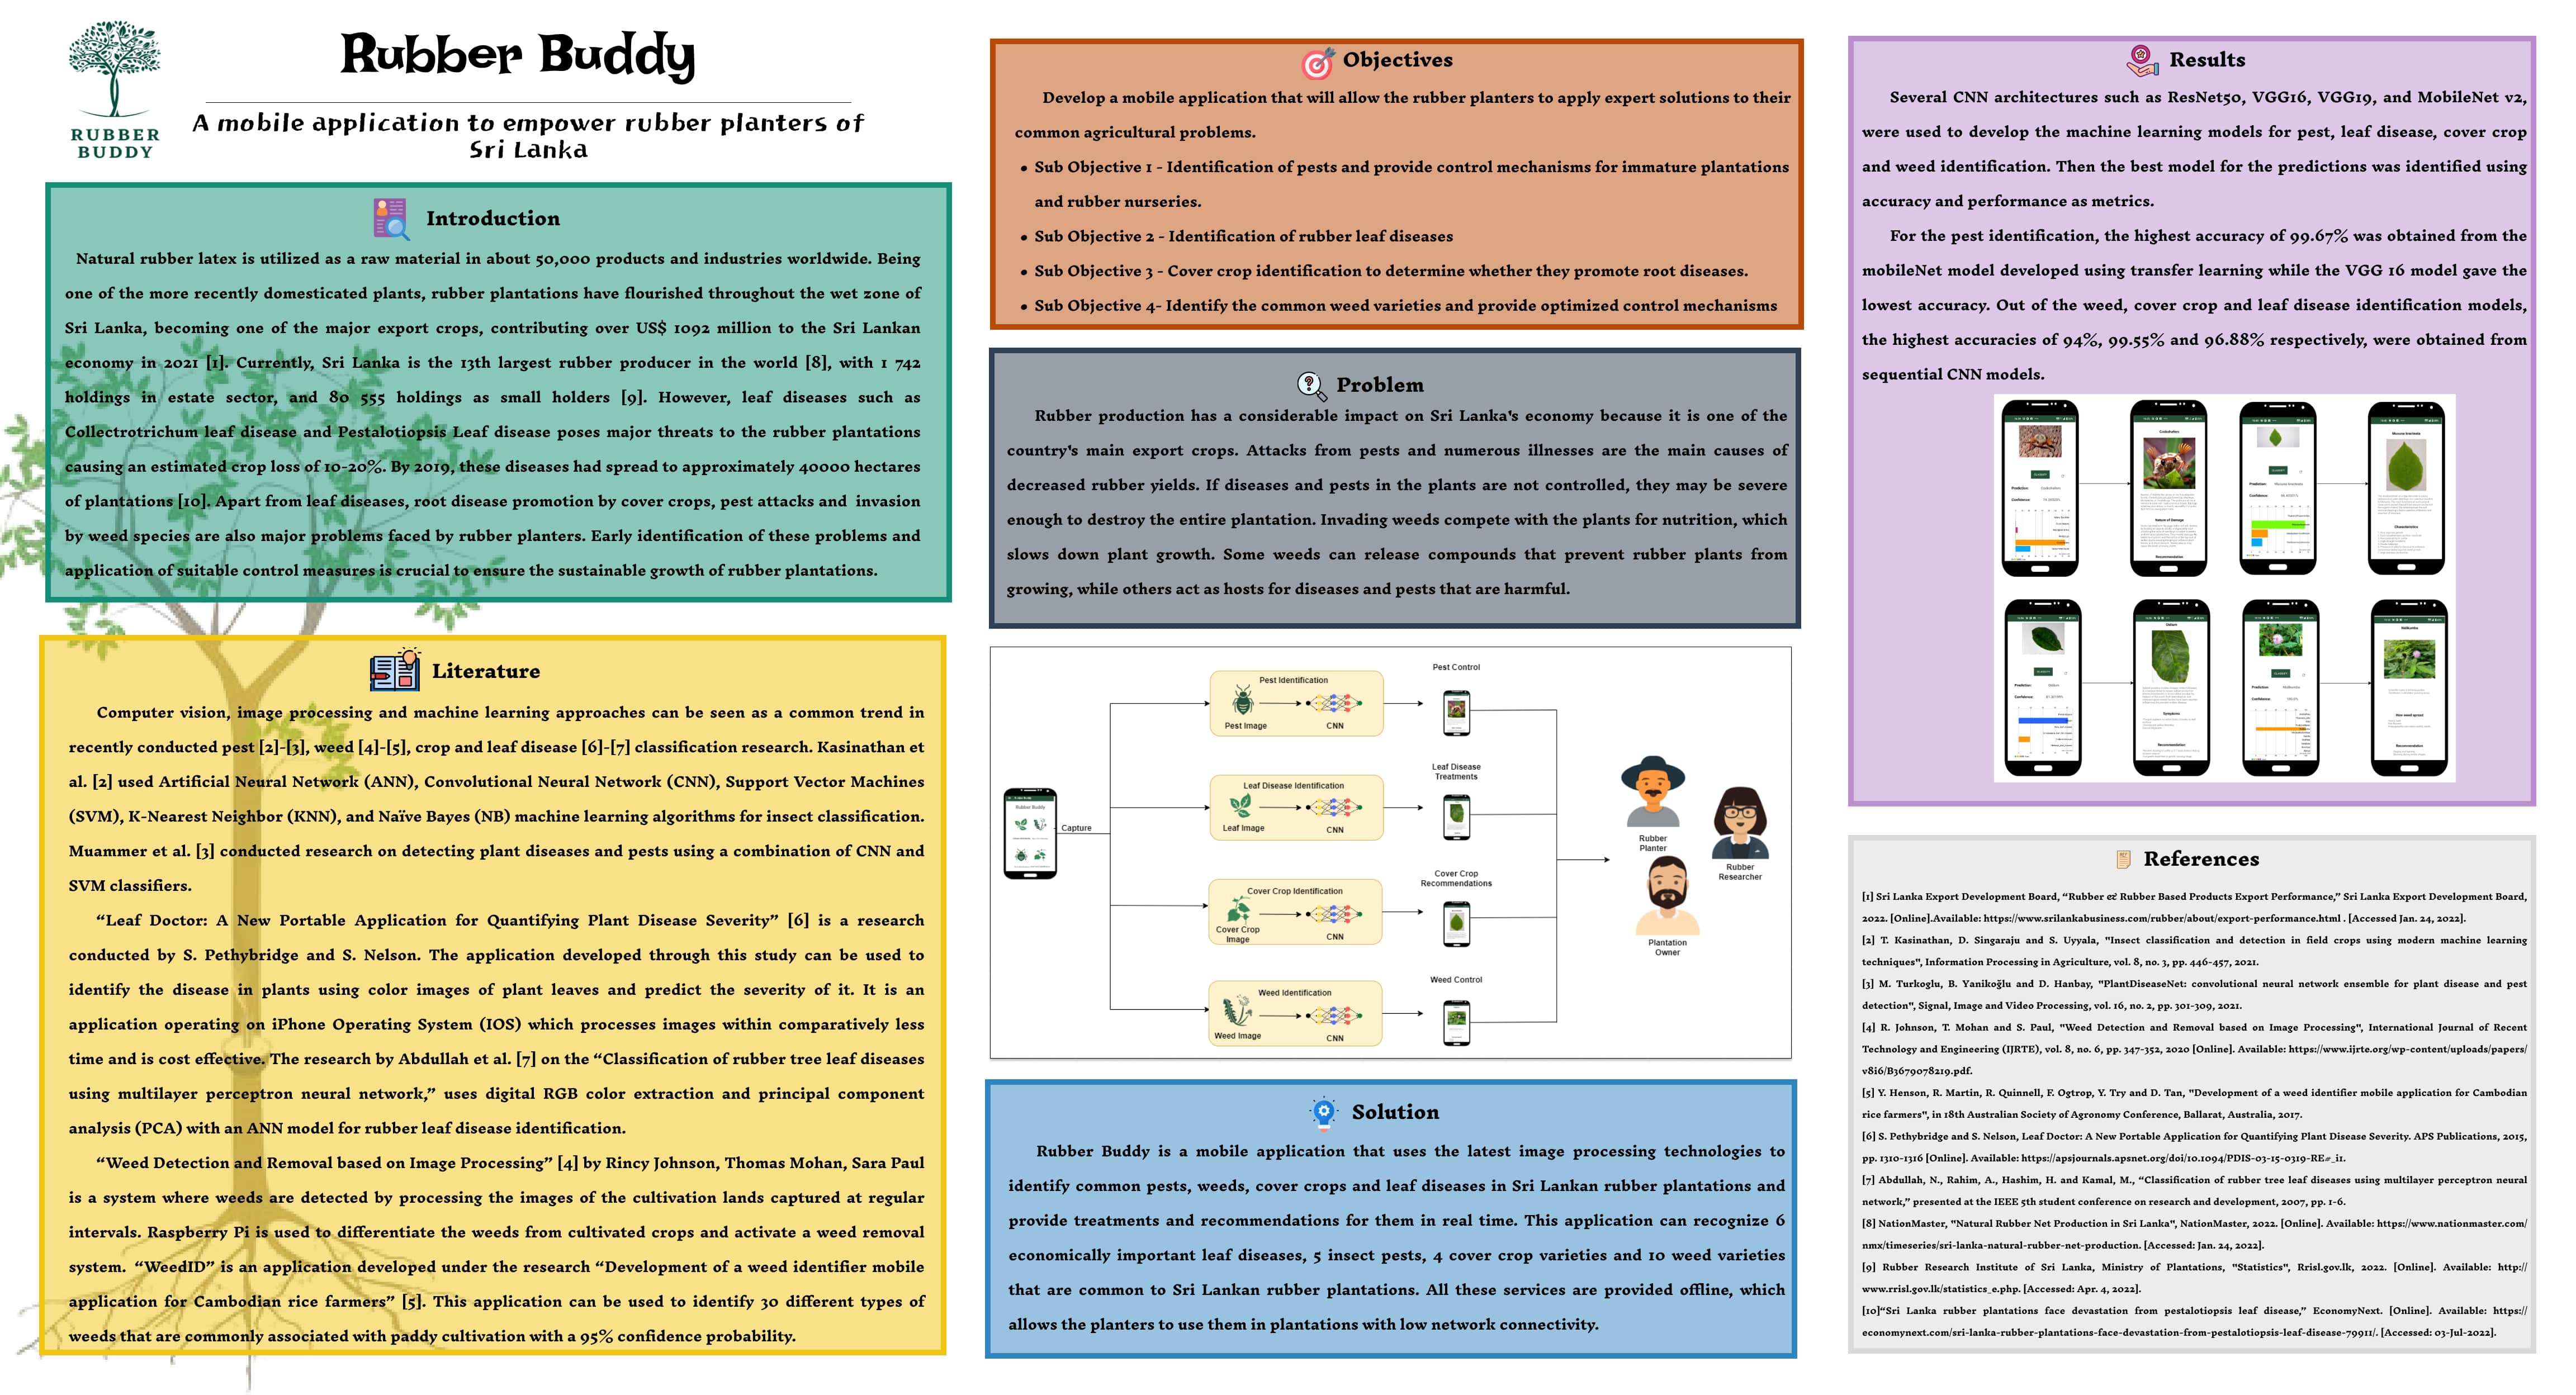 RUBBER
BUDDY
Rubber Buddy
A mobile application to empower rubber planters of
Sri Lanka
Introduction
Natural rubber latex is utilized as a raw material in about 50,000 products and industries worldwide. Being
one of the more recently domesticated plants, rubber plantations have flourished throughout the wet zone of
Sri Lanka, becoming one of the major export crops, contributing over US$ 1092 million to the Sri Lankan
economy in 2021 [1]. Currently, Sri Lanka is the 13th largest rubber producer in the world [8], with 1 742
holdings in estate sector, and 80 555 holdings as small holders [9]. However, leaf diseases such as
Collectrotrichum leaf disease and Pestalotiopsis Leaf disease poses major threats to the rubber plantations
causing an estimated crop loss of 10-20%. By 2019, these diseases had spread to approximately 40000 hectares
of plantations [10]. Apart from leaf diseases, root disease promotion by cover crops, pest attacks and invasion
by weed species are also major problems faced by rubber planters. Early identification of these problems and
application of suitable control measures is crucial to ensure the sustainable growth of rubber plantations.
Literature
Computer vision, image processing and machine learning approaches can be seen as a common trend in
recently conducted pest [2]-[3], weed [4]-[5], crop and leaf disease [6]-[7] classification research. Kasinathan et
al. [2] used Artificial Neural Network (ANN), Convolutional Neural Network (CNN), Support Vector Machines
(SVM), K-Nearest Neighbor (KNN), and Naïve Bayes (NB) machine learning algorithms for insect classification.
Muammer et al. [3] conducted research on detecting plant diseases and pests using a combination of CNN and
SVM classifiers.
“Leaf Doctor: A New Portable Application for Quantifying Plant Disease Severity” [6] is a research
conducted by S. Pethybridge and S. Nelson. The application developed through this study can be used to
identify the disease in plants using color images of plant leaves and predict the severity of it. It is an
application operating on iPhone Operating System (IOS) which processes images within comparatively less
time and is cost effective. The research by Abdullah et al. [7] on the “Classification of rubber tree leaf diseases
using multilayer perceptron neural network,” uses digital RGB color extraction and principal component
analysis (PCA) with an ANN model for rubber leaf disease identification.
“Weed Detection and Removal based on Image Processing” [4] by Rincy Johnson, Thomas Mohan, Sara Paul
is a system where weeds are detected by processing the images of the cultivation lands captured at regular
intervals. Raspberry Pi is used to differentiate the weeds from cultivated crops and activate a weed removal
system. “WeedID” is an application developed under the research “Development of a weed identifier mobile
application for Cambodian rice farmers” [5]. This application can be used to identify 30 different types of
weeds that are commonly associated with paddy cultivation with a 95% confidence probability.
Objectives
Develop a mobile application that will allow the rubber planters to apply expert solutions to their
common agricultural problems.
• Sub Objective 1 - Identification of pests and provide control mechanisms for immature plantations
and rubber nurseries.
• Sub Objective 2 - Identification of rubber leaf diseases
• Sub Objective 3 - Cover crop identification to determine whether they promote root diseases.
• Sub Objective 4- Identify the common weed varieties and provide optimized control mechanisms
Problem
Rubber production has a considerable impact on Sri Lanka's economy because it is one of the
country's main export crops. Attacks from pests and numerous illnesses are the main causes of
decreased rubber yields. If diseases and pests in the plants are not controlled, they may be severe
enough to destroy the entire plantation. Invading weeds compete with the plants for nutrition, which
slows down plant growth. Some weeds can release compounds that prevent rubber plants from
growing, while others act as hosts for diseases and pests that are harmful.
Rubber Buddy
Capture
Pest Identification
Pest Image
CNN
Pest Control
Leaf Disease Identification
Leaf Image
CNN
Leaf Disease
Treatments
Cover Crop Identification
Cover Crop
Image
CNN
Cover Crop
Recommendations
Weed Identification
Weed Image
CNN
Weed Control
Rubber
Planter
Rubber
Researcher
Plantation
Owner
Solution
Rubber Buddy is a mobile application that uses the latest image processing technologies to
identify common pests, weeds, cover crops and leaf diseases in Sri Lankan rubber plantations and
provide treatments and recommendations for them in real time. This application can recognize 6
economically important leaf diseases, 5 insect pests, 4 cover crop varieties and 10 weed varieties
that are common to Sri Lankan rubber plantations. All these services are provided offline, which
allows the planters to use them in plantations with low network connectivity.
Results
Several CNN architectures such as ResNet50, VGG16, VGG19, and MobileNet v2,
were used to develop the machine learning models for pest, leaf disease, cover crop
and weed identification. Then the best model for the predictions was identified using
accuracy and performance as metrics.
For the pest identification, the highest accuracy of 99.67% was obtained from the
mobileNet model developed using transfer learning while the VGG 16 model gave the
lowest accuracy. Out of the weed, cover crop and leaf disease identification models,
the highest accuracies of 94%, 99.55% and 96.88% respectively, were obtained from
sequential CNN models.
Prediction:
Confidence:
Nature of Damage
Recommendation
Prediction:
Confidence:
Characteristics
Prediction:
Confidence:
Symptoms
Recommendation
Prediction:
Confidence:
How weed spread
Recommendation
References
[1] Sri Lanka Export Development Board, “Rubber & Rubber Based Products Export Performance,” Sri Lanka Export Development Board,
2022. [Online].Available: https://www.srilankabusiness.com/rubber/about/export-performance.html . [Accessed Jan. 24, 2022].
[2] T. Kasinathan, D. Singaraju and S. Uyyala, "Insect classification and detection in field crops using modern machine learning
techniques", Information Processing in Agriculture, vol. 8, no. 3, pp. 446-457, 2021.
[3] M. Turkoglu, B. Yanikoğlu and D. Hanbay, "PlantDiseaseNet: convolutional neural network ensemble for plant disease and pest
detection", Signal, Image and Video Processing, vol. 16, no. 2, pp. 301-309, 2021.
[4] R. Johnson, T. Mohan and S. Paul, "Weed Detection and Removal based on Image Processing", International Journal of Recent
Technology and Engineering (IJRTE), vol. 8, no. 6, pp. 347-352, 2020 [Online]. Available: https://www.ijrte.org/wp-content/uploads/papers/
v8i6/B3679078219.pdf.
[5] Y. Henson, R. Martin, R. Quinnell, F. Ogtrop, Y. Try and D. Tan, "Development of a weed identifier mobile application for Cambodian
rice farmers", in 18th Australian Society of Agronomy Conference, Ballarat, Australia, 2017.
[6] S. Pethybridge and S. Nelson, Leaf Doctor: A New Portable Application for Quantifying Plant Disease Severity. APS Publications, 2015,
pp. 1310-1316 [Online]. Available: https://apsjournals.apsnet.org/doi/10.1094/PDIS-03-15-0319-RE#_i1.
[7] Abdullah, N., Rahim, A., Hashim, H. and Kamal, M., “Classification of rubber tree leaf diseases using multilayer perceptron neural
network,” presented at the IEEE 5th student conference on research and development, 2007, pp. 1-6.
[8] NationMaster, "Natural Rubber Net Production in Sri Lanka", NationMaster, 2022. [Online]. Available: https://www.nationmaster.com/
nmx/timeseries/sri-lanka-natural-rubber-net-production. [Accessed: Jan. 24, 2022].
[9] Rubber Research Institute of Sri Lanka, Ministry of Plantations, "Statistics", Rrisl.gov.lk, 2022. [Online]. Available: http://
www.rrisl.gov.lk/statistics_e.php. [Accessed: Apr. 4, 2022].
[10]“Sri Lanka rubber plantations face devastation from pestalotiopsis leaf disease,” EconomyNext. [Online]. Available: https://
economynext.com/sri-lanka-rubber-plantations-face-devastation-from-pestalotiopsis-leaf-disease-79911/. [Accessed: 03-Jul-2022].